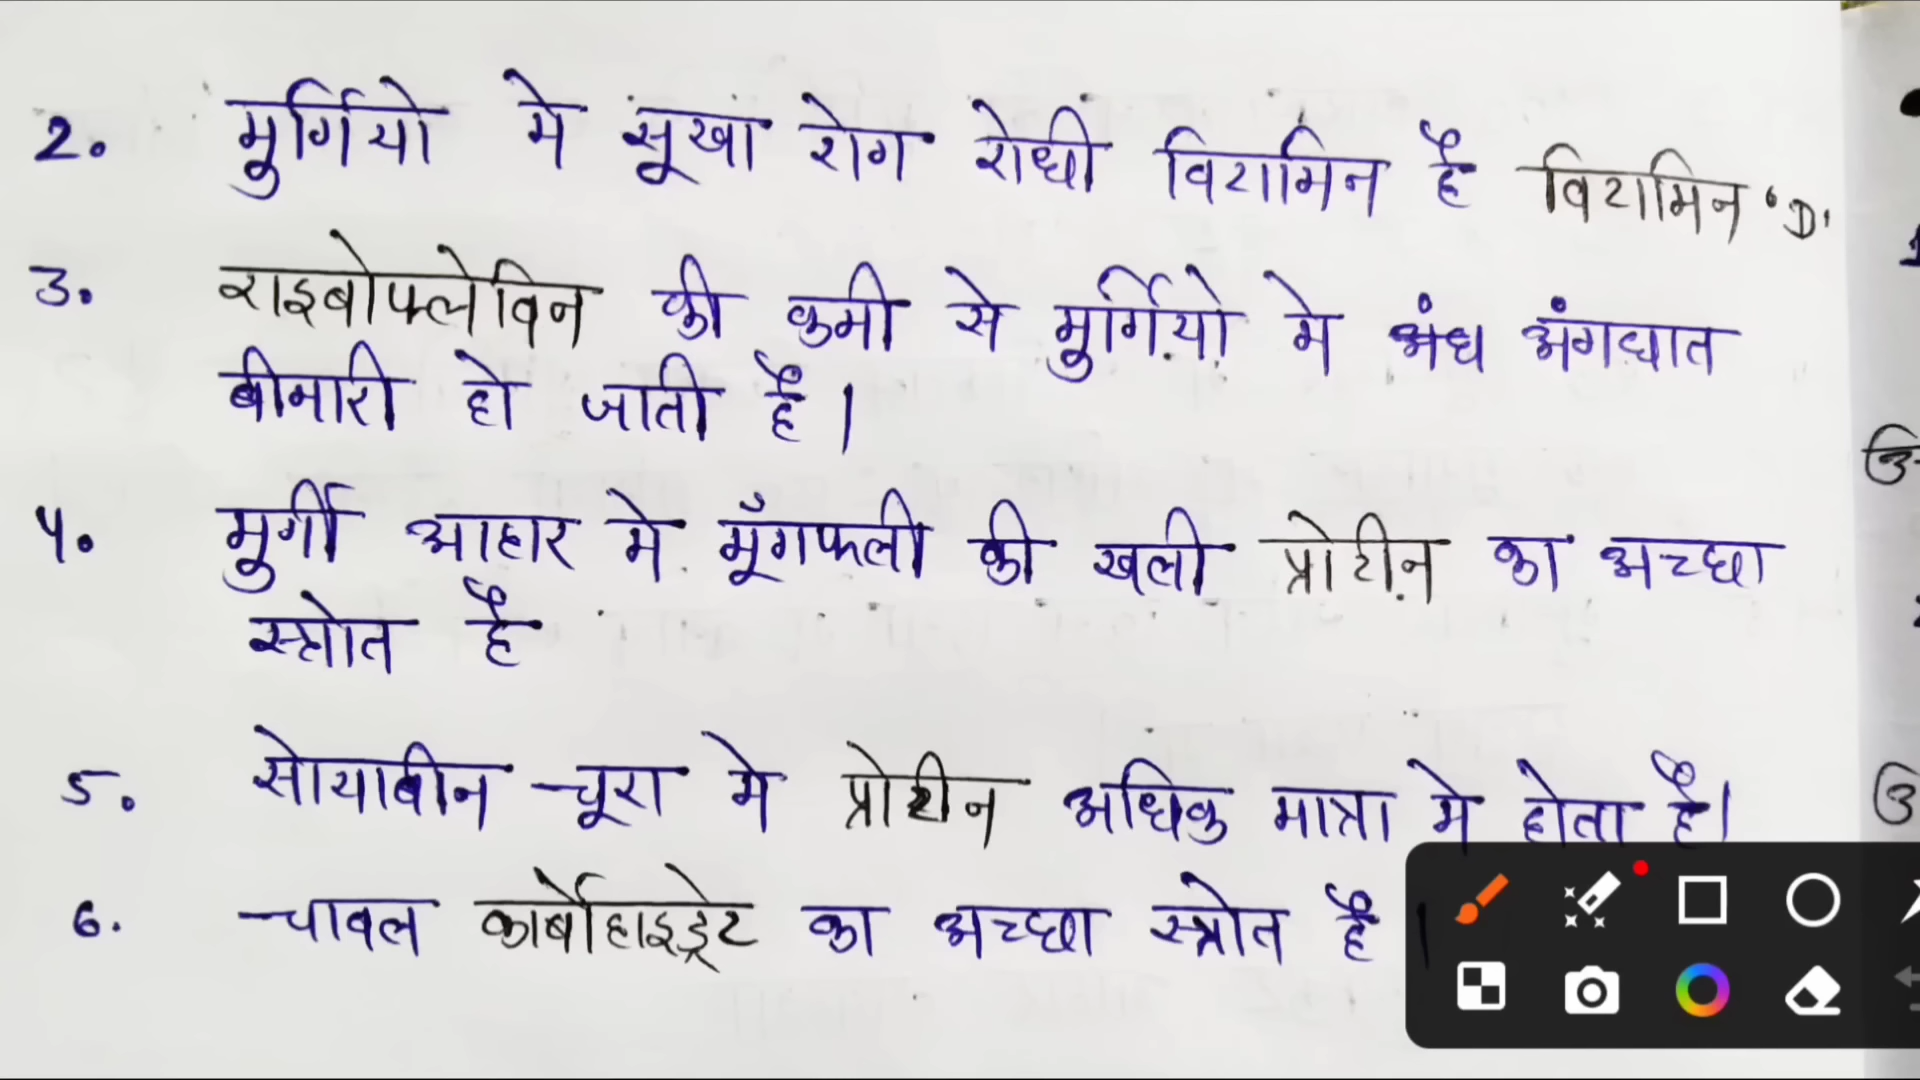 2. मुर्गियो मे सूखा रोग रोधी विटामिन है विटामिन 'D'
3. राइबोफ्लेविन की कमी से मुर्गियो मे अंध अंगघात
बीमारी हो जाती है।
4. मुर्गी आहार मे मूँगफली की खली प्रोटीन का अच्छा
स्त्रोत है
5. सोयाबीन चूरा मे प्रोटीन अधिक मात्रा मे होता है।
6. चावल कार्बोहाइड्रेट का अच्छा स्त्रोत है।